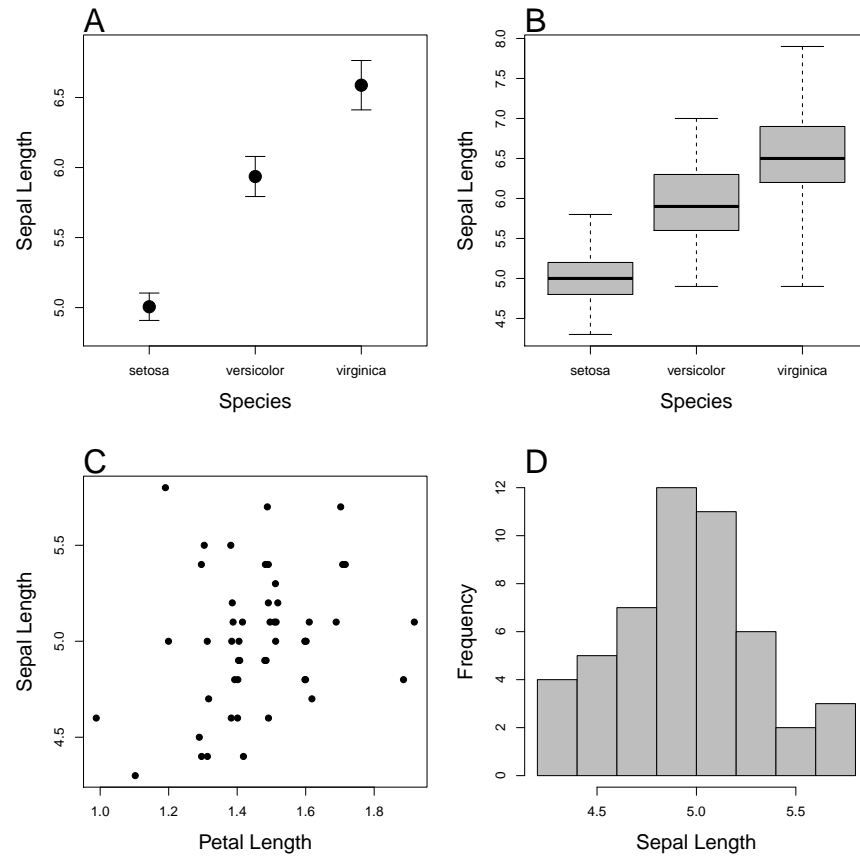 A
Sepal Length
6.5
6.0
5.5
5.0
setosa versicolor virginica
Species
B
Sepal Length
8.0
7.5
7.0
6.5
6.0
5.5
5.0
4.5
setosa versicolor virginica
Species
C
Sepal Length
5.5
5.0
4.5
1.0 1.2 1.4 1.6 1.8
Petal Length
D
Frequency
12
10
8
6
4
2
0
4.5 5.0 5.5
Sepal Length